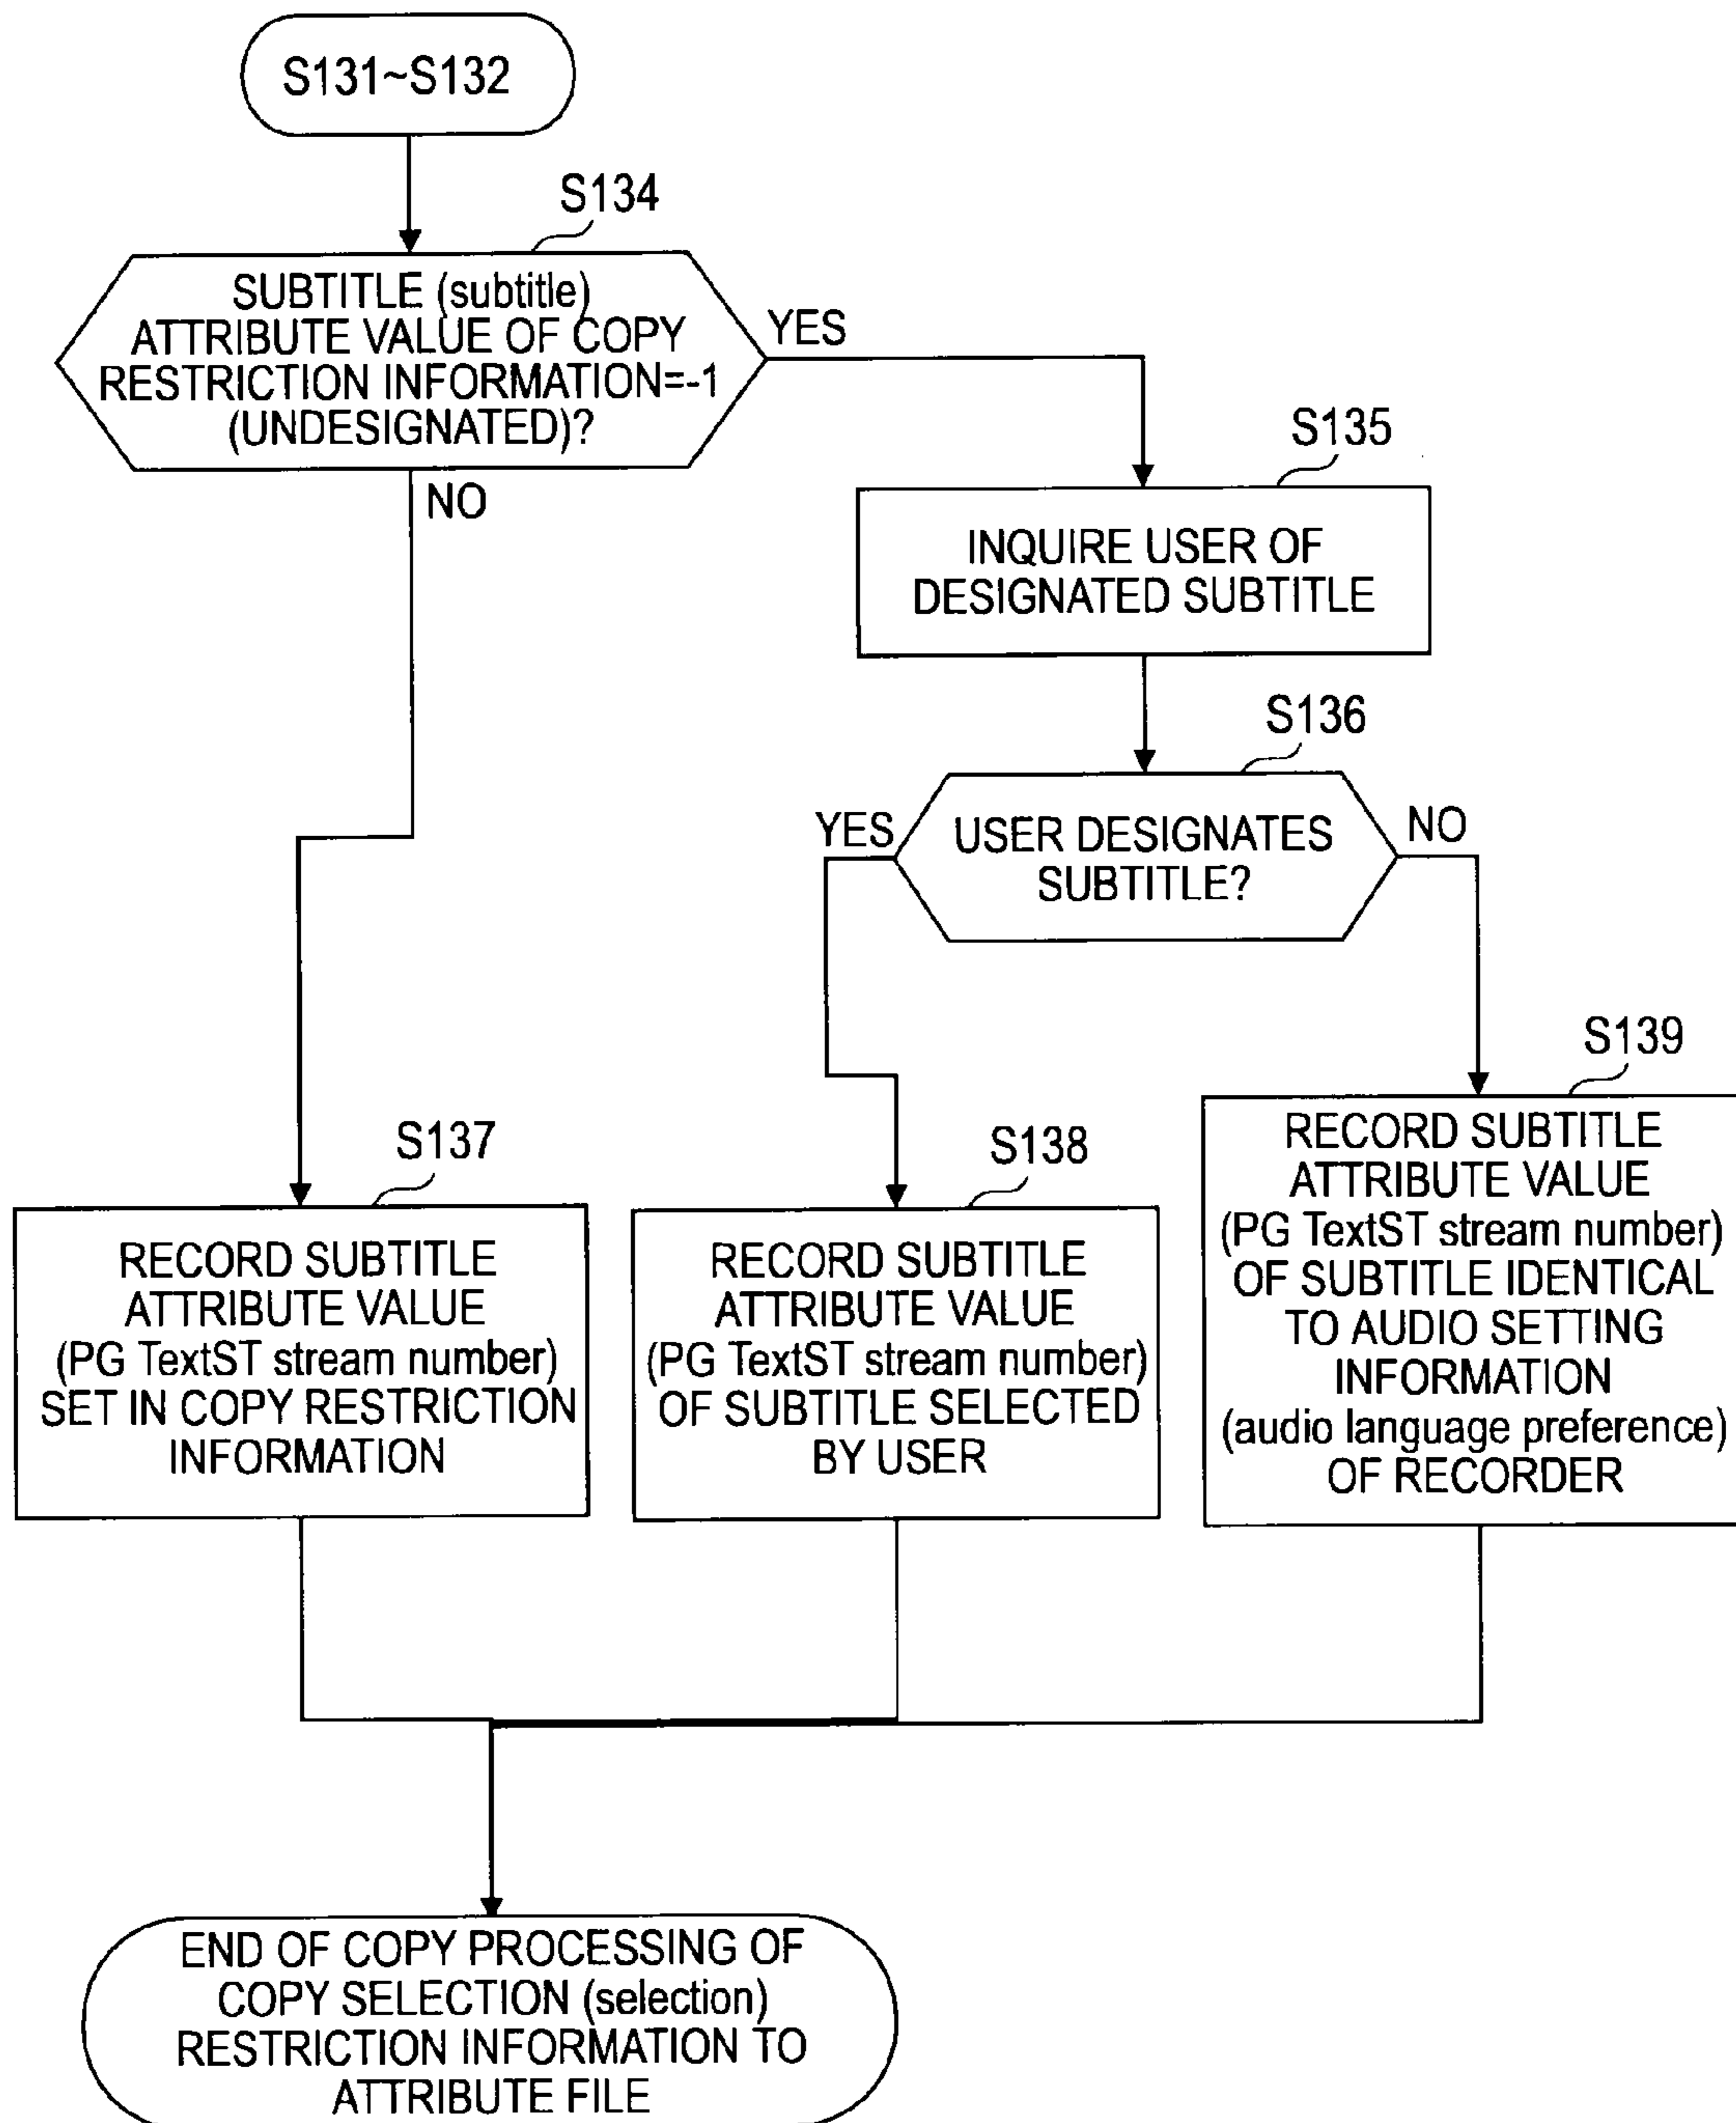 S131~S132
S134
SUBTITLE (subtitle)
ATTRIBUTE VALUE OF COPY
RESTRICTION INFORMATION=-1
(UNDESIGNATED)?
YES
NO
S135
INQUIRE USER OF
DESIGNATED SUBTITLE
S136
USER DESIGNATES
SUBTITLE?
YES
NO
S137
RECORD SUBTITLE
ATTRIBUTE VALUE
(PG TextST stream number)
SET IN COPY RESTRICTION
INFORMATION
S138
RECORD SUBTITLE
ATTRIBUTE VALUE
(PG TextST stream number)
OF SUBTITLE SELECTED
BY USER
S139
RECORD SUBTITLE
ATTRIBUTE VALUE
(PG TextST stream number)
OF SUBTITLE IDENTICAL
TO AUDIO SETTING
INFORMATION
(audio language preference)
OF RECORDER
END OF COPY PROCESSING OF
COPY SELECTION (selection)
RESTRICTION INFORMATION TO
ATTRIBUTE FILE